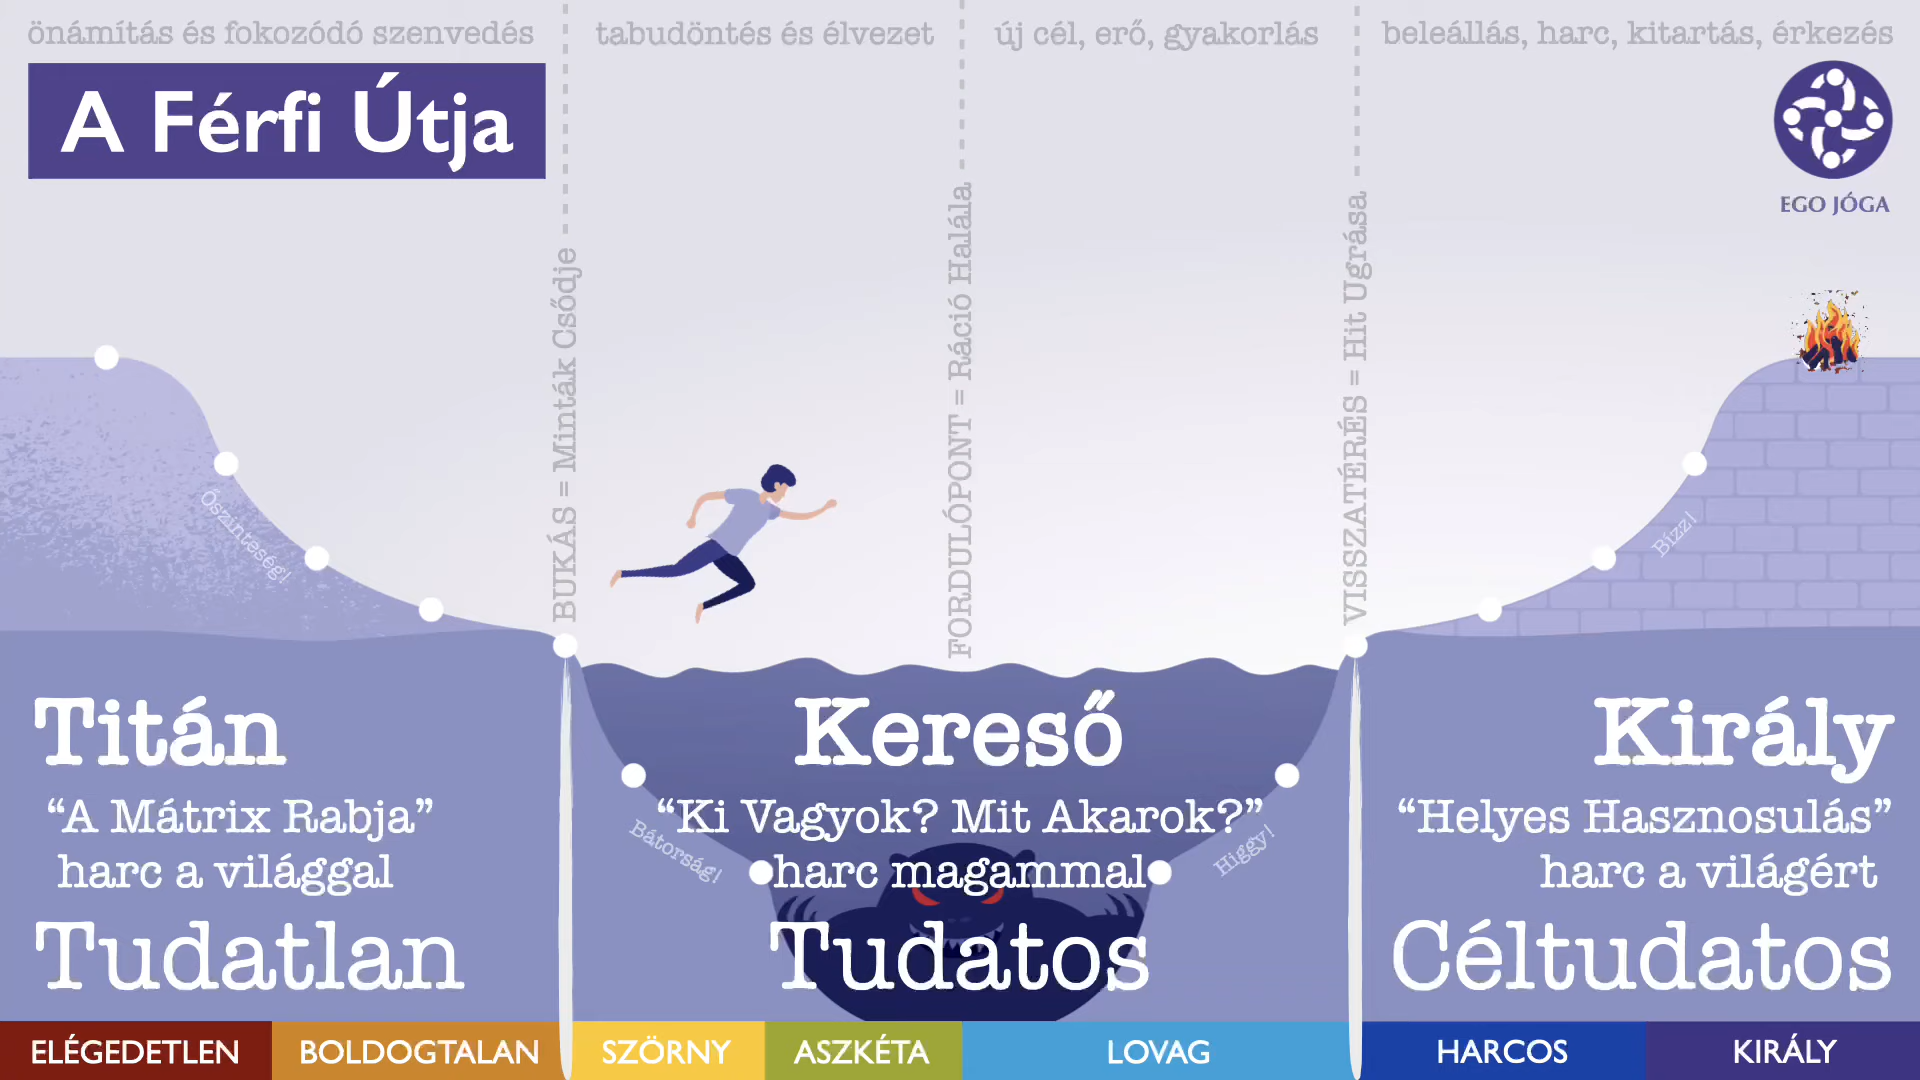 önámítás és fokozódó szenvedés
tabudöntés és élvezet
új cél, erő, gyakorlás
beleállás, harc, kitartás, érkezés
A Férfi Útja
EGO JÓGA
BUKÁS = Minták Csődje
FORDULÓPONT = Ráció Halála
VISSZATÉRÉS = Hit Ugrása
Őszinteség!
Bízz!
Titán
"A Mátrix Rabja"
harc a világgal
Tudatlan
Kereső
"Ki Vagyok? Mit Akarok?"
harc magammal
Tudatos
Bátorság!
Higgy!
Király
"Helyes Hasznosulás"
harc a világért
Céltudatos
ELÉGEDETLEN
BOLDOGTALAN
SZÖRNY
ASZKÉTA
LOVAG
HARCOS
KIRÁLY